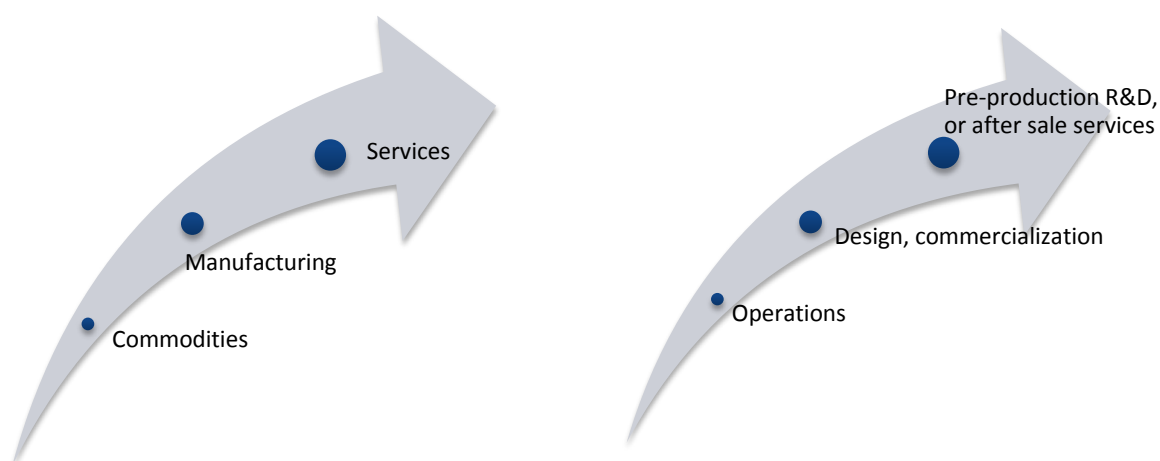 Services
Manufacturing
Commodities
Pre-production R&D,
or after sale services
Design, commercialization
Operations